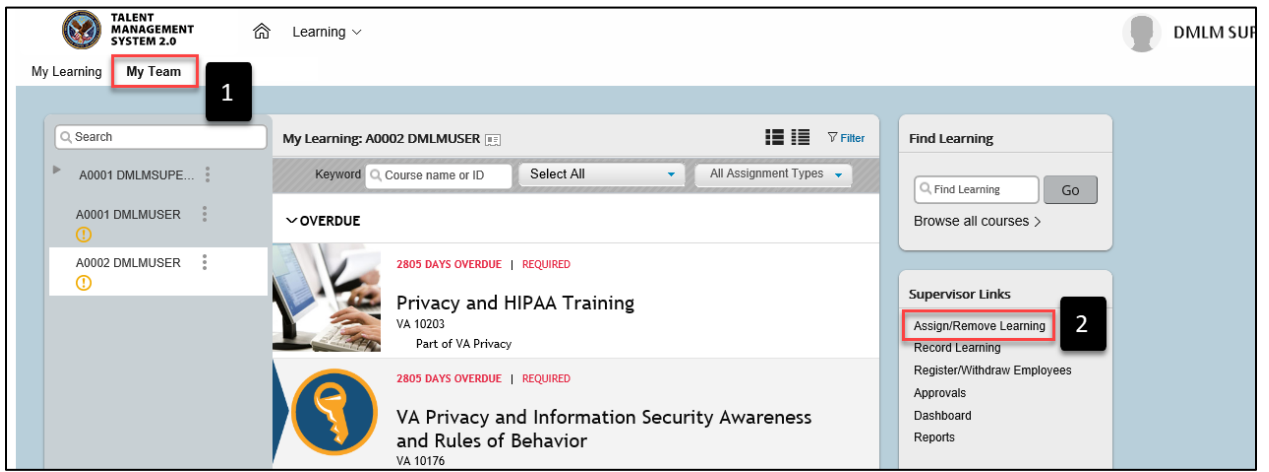 TALENT
MANAGEMENT
SYSTEM 2.0
Learning
DMLM SUP
My Learning
My Team
1
Search
A0001 DMLMSUPE...
A0001 DMLMUSER
A0002 DMLMUSER
My Learning: A0002 DMLMUSER
Filter
Keyword
Course name or ID
Select All
All Assignment Types
OVERDUE
2805 DAYS OVERDUE | REQUIRED
Privacy and HIPAA Training
VA 10203
Part of VA Privacy
2805 DAYS OVERDUE | REQUIRED
VA Privacy and Information Security Awareness
and Rules of Behavior
VA 10176
Find Learning
Find Learning
Go
Browse all courses >
Supervisor Links
Assign/Remove Learning
2
Record Learning
Register/Withdraw Employees
Approvals
Dashboard
Reports